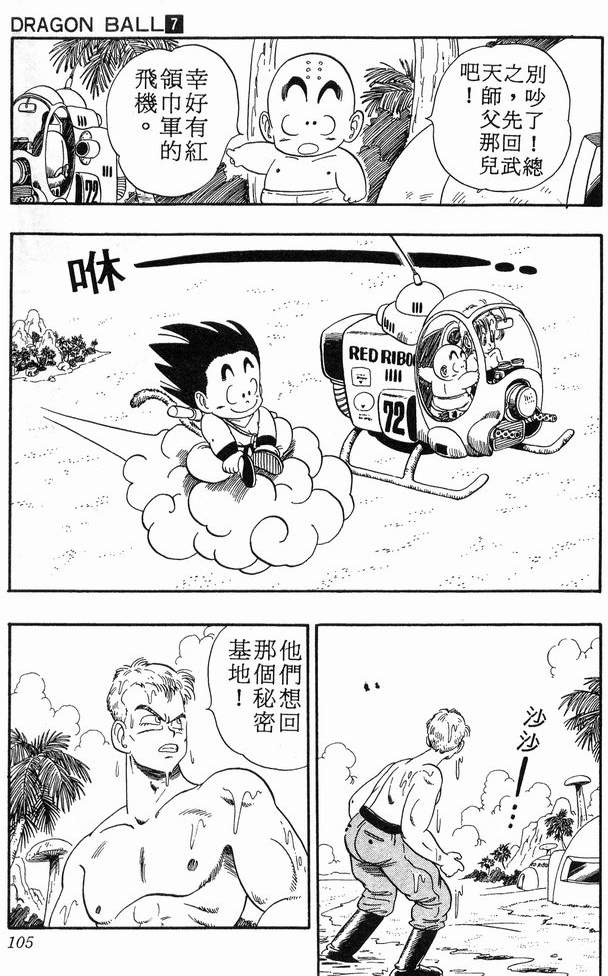 DRAGON BALL 7
別吵了！總
之，先回武
天師父那兒
吧！
幸好有紅
領巾軍的
飛機。
72
咻
RED RIBO
72
沙沙
他們想回
那個秘密
基地！
105